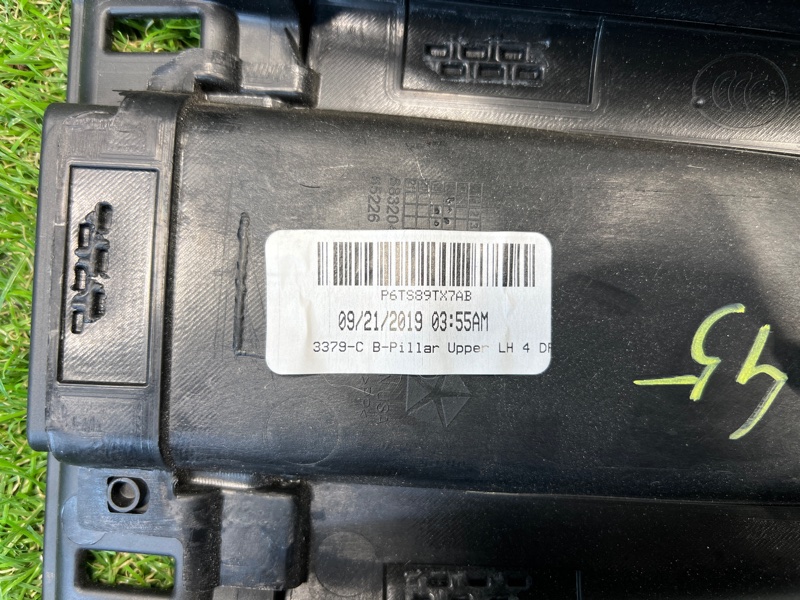 P6TS89TX7AB
09/21/2019 03:55AM
3379-C B-Pillar Upper LH 4 DR
45